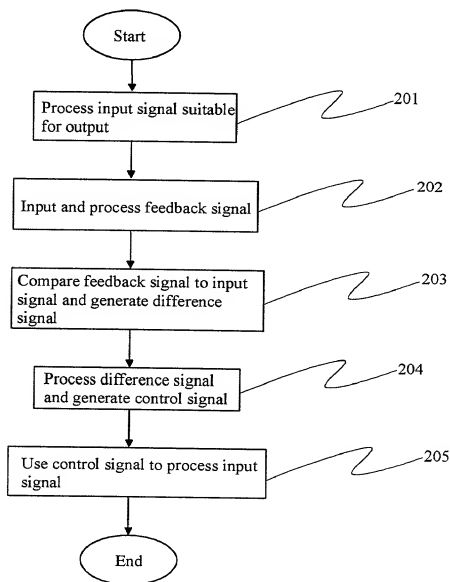 Start
Process input signal suitable
for output
201
Input and process feedback signal
202
Compare feedback signal to input
signal and generate difference
signal
203
Process difference signal
and generate control signal
204
Use control signal to process input
signal
205
End